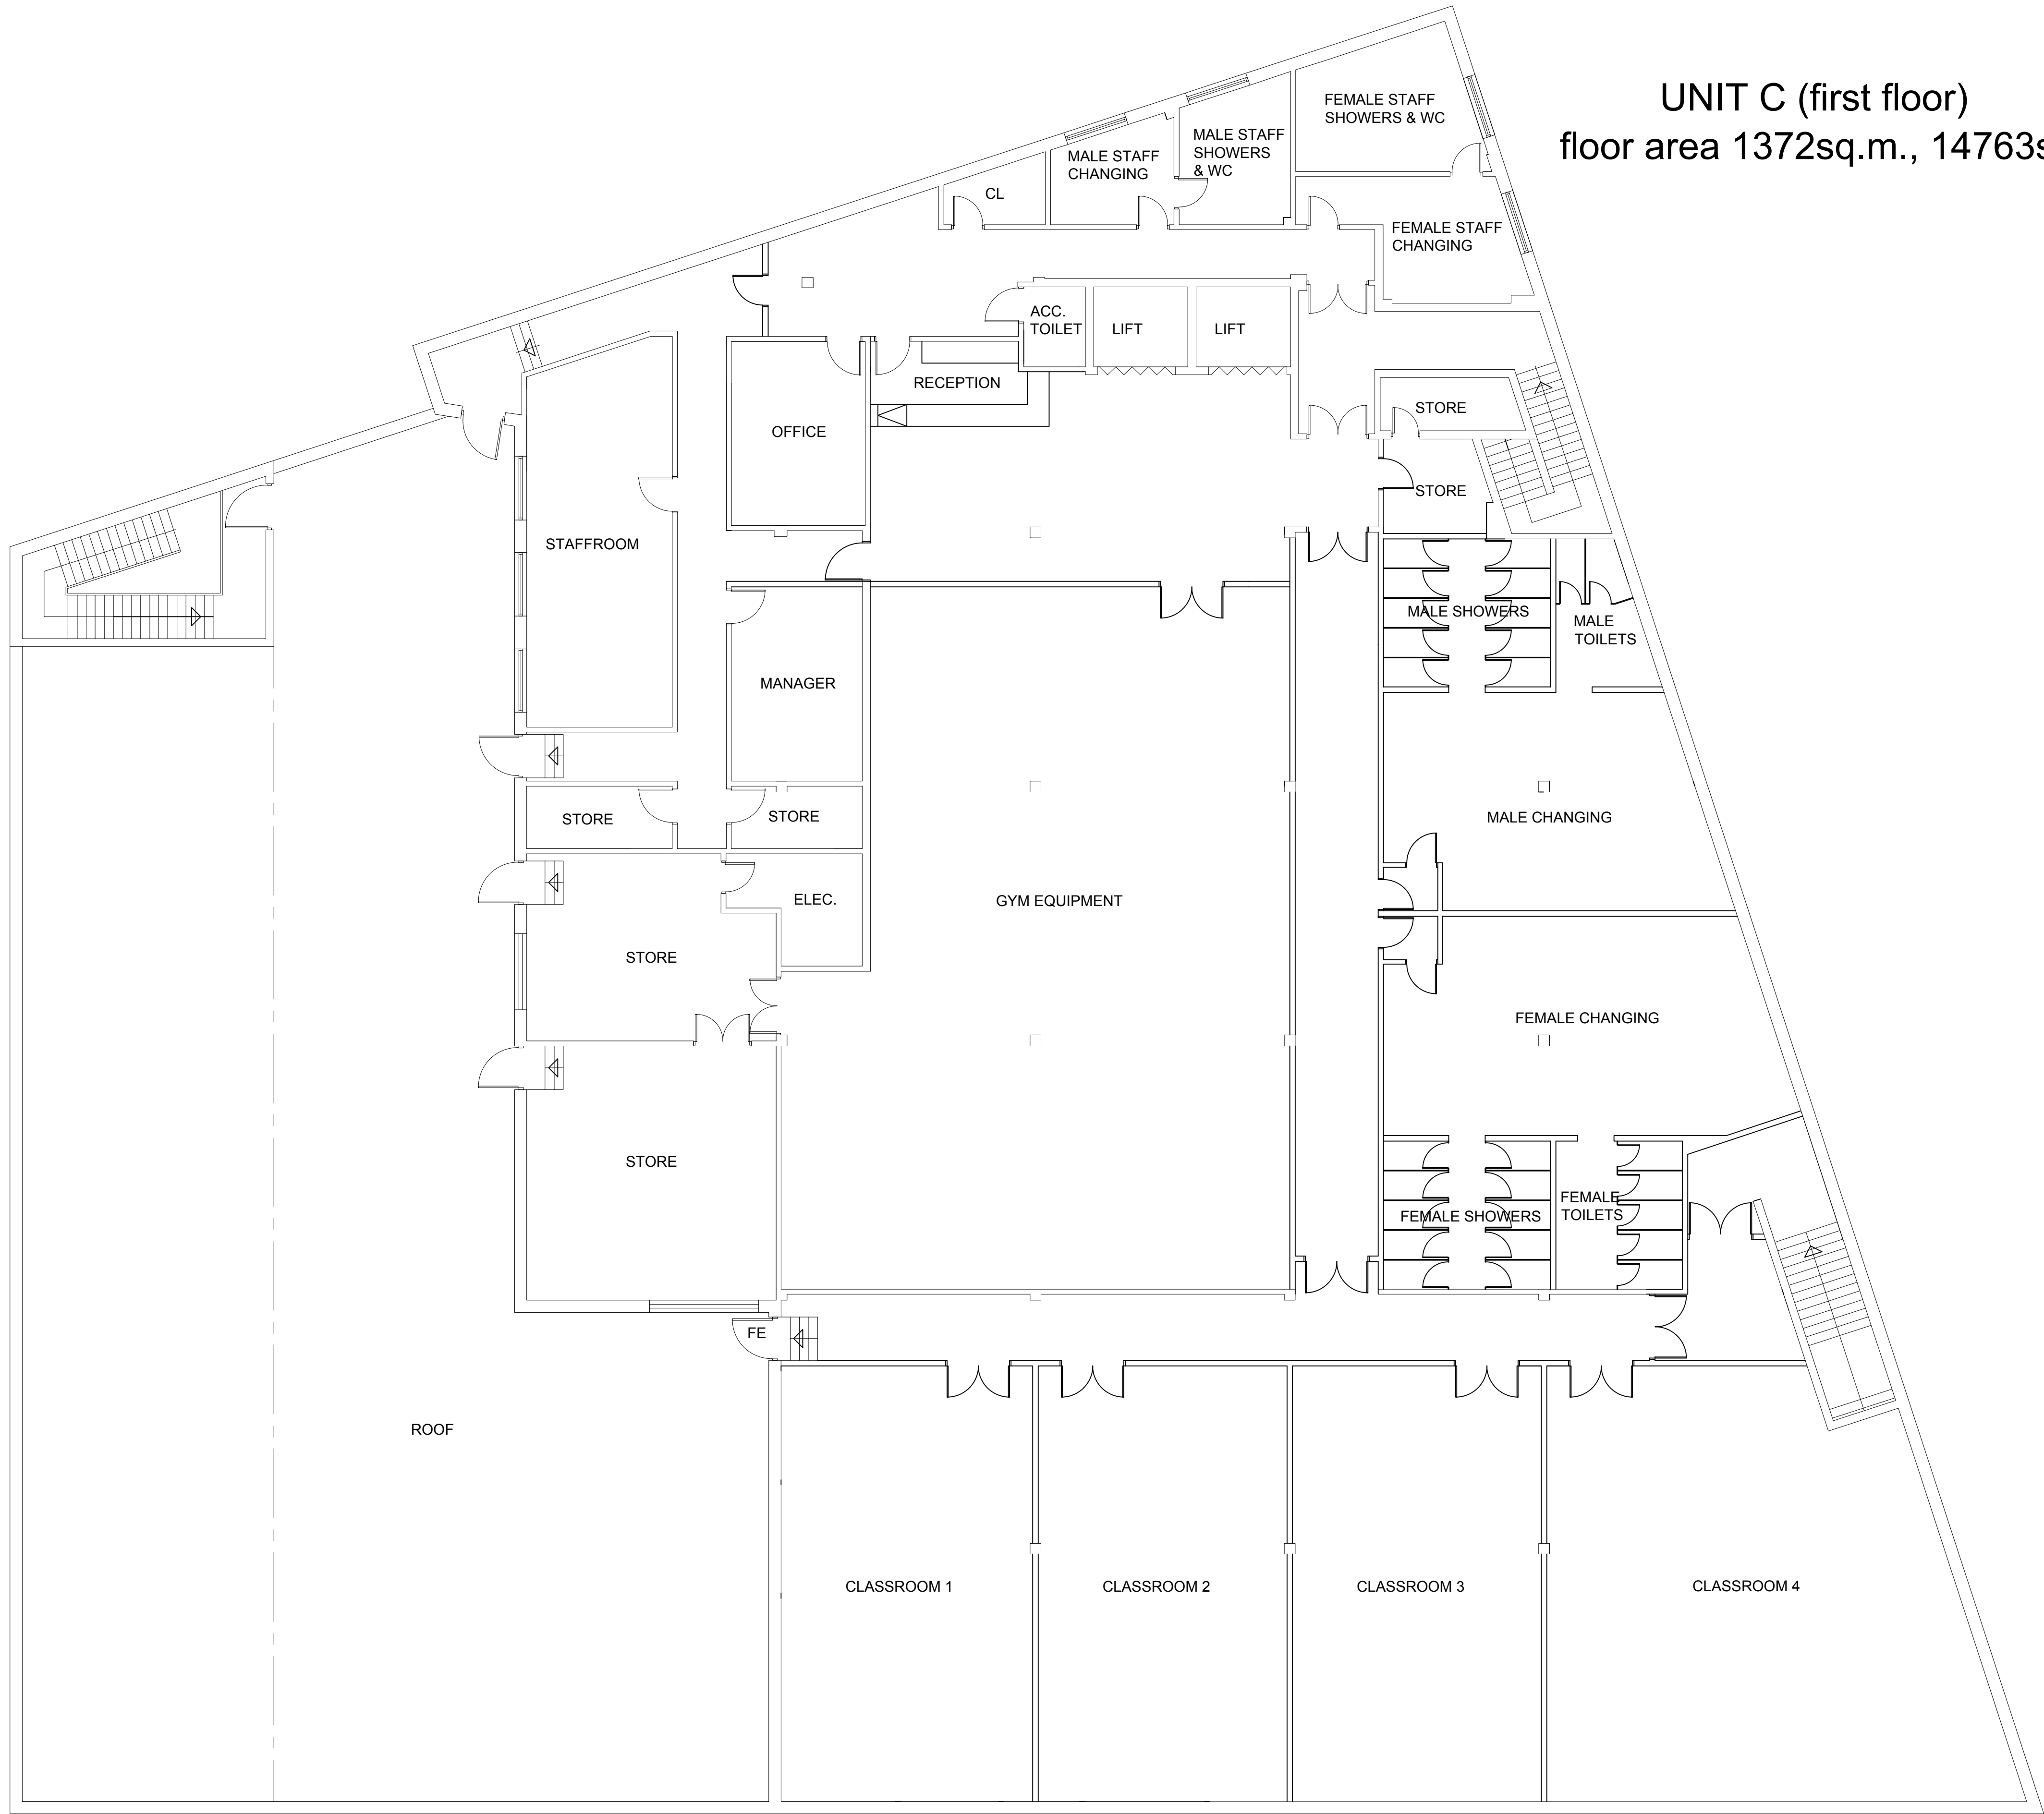 UNIT C (first floor)
floor area 1372sq.m., 14763s
FEMALE STAFF
SHOWERS & WC
MALE STAFF
SHOWERS
& WC
MALE STAFF
CHANGING
CL
FEMALE STAFF
CHANGING
ACC.
TOILET
LIFT
LIFT
RECEPTION
OFFICE
STORE
STORE
STAFFROOM
MALE SHOWERS
MALE
TOILETS
MANAGER
STORE
STORE
MALE CHANGING
ELEC.
GYM EQUIPMENT
STORE
FEMALE CHANGING
STORE
FEMALE SHOWERS
FEMALE
TOILETS
FE
ROOF
CLASSROOM 1
CLASSROOM 2
CLASSROOM 3
CLASSROOM 4